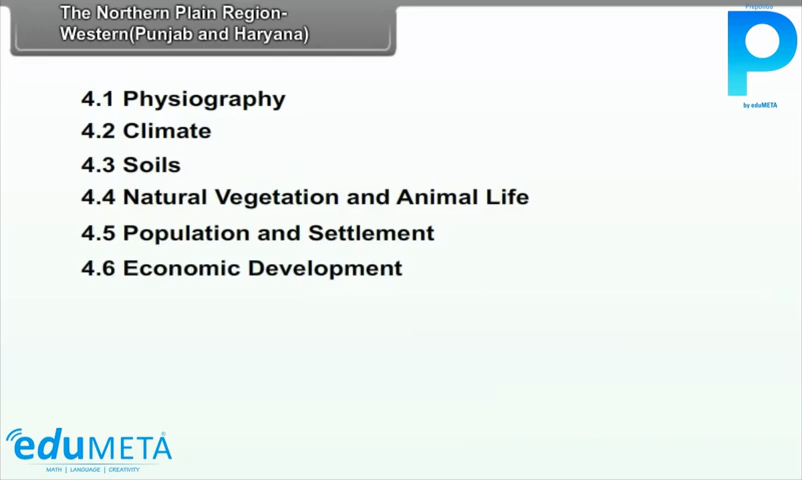 The Northern Plain Region-
Western(Punjab and Haryana)
Prepondo
P
by eduMETA
4.1 Physiography
4.2 Climate
4.3 Soils
4.4 Natural Vegetation and Animal Life
4.5 Population and Settlement
4.6 Economic Development
eduMETA®
MATH | LANGUAGE | CREATIVITY